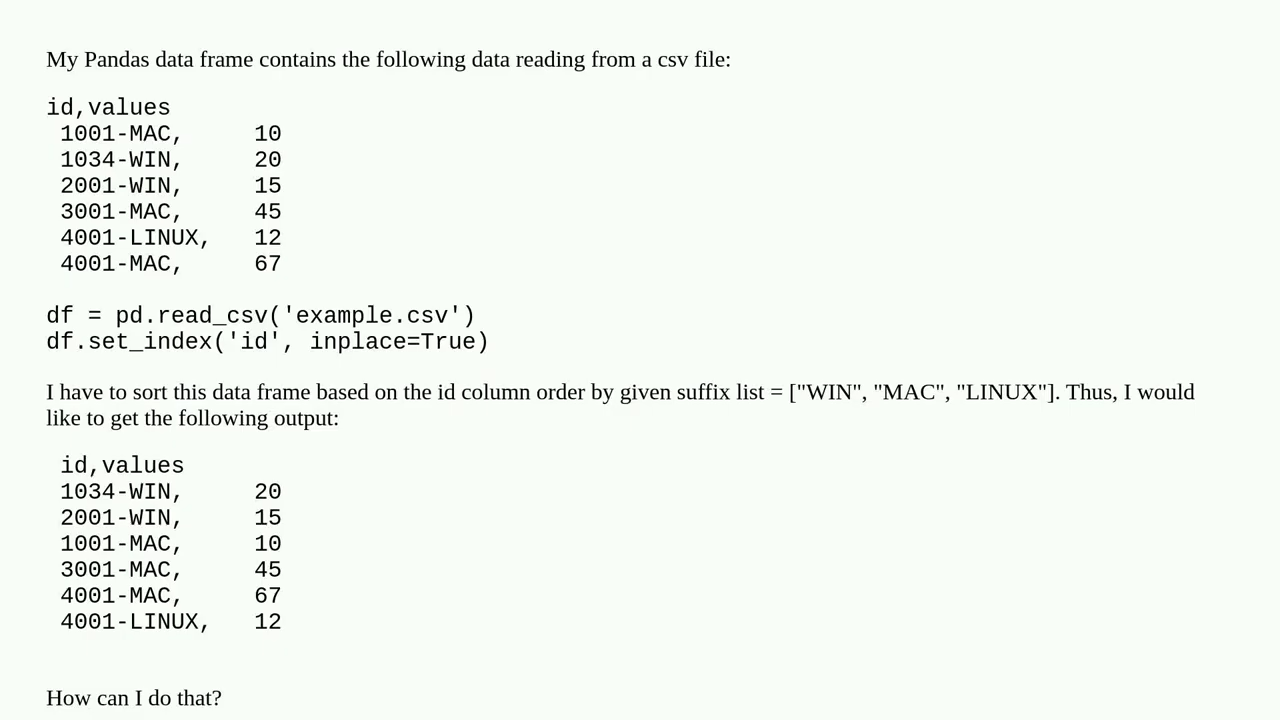 My Pandas data frame contains the following data reading from a csv file:
id,values
 1001-MAC,     10
 1034-WIN,     20
 2001-WIN,     15
 3001-MAC,     45
 4001-LINUX,   12
 4001-MAC,     67
df = pd.read_csv('example.csv')
df.set_index('id', inplace=True)
I have to sort this data frame based on the id column order by given suffix list = ["WIN", "MAC", "LINUX"]. Thus, I would
like to get the following output:
 id,values
 1034-WIN,     20
 2001-WIN,     15
 1001-MAC,     10
 3001-MAC,     45
 4001-MAC,     67
 4001-LINUX,   12
How can I do that?